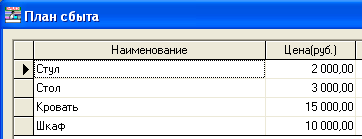 План сбыта
Наименование Цена(руб.)
Стул 2 000,00
Стол 3 000,00
Кровать 15 000,00
Шкаф 10 000,00